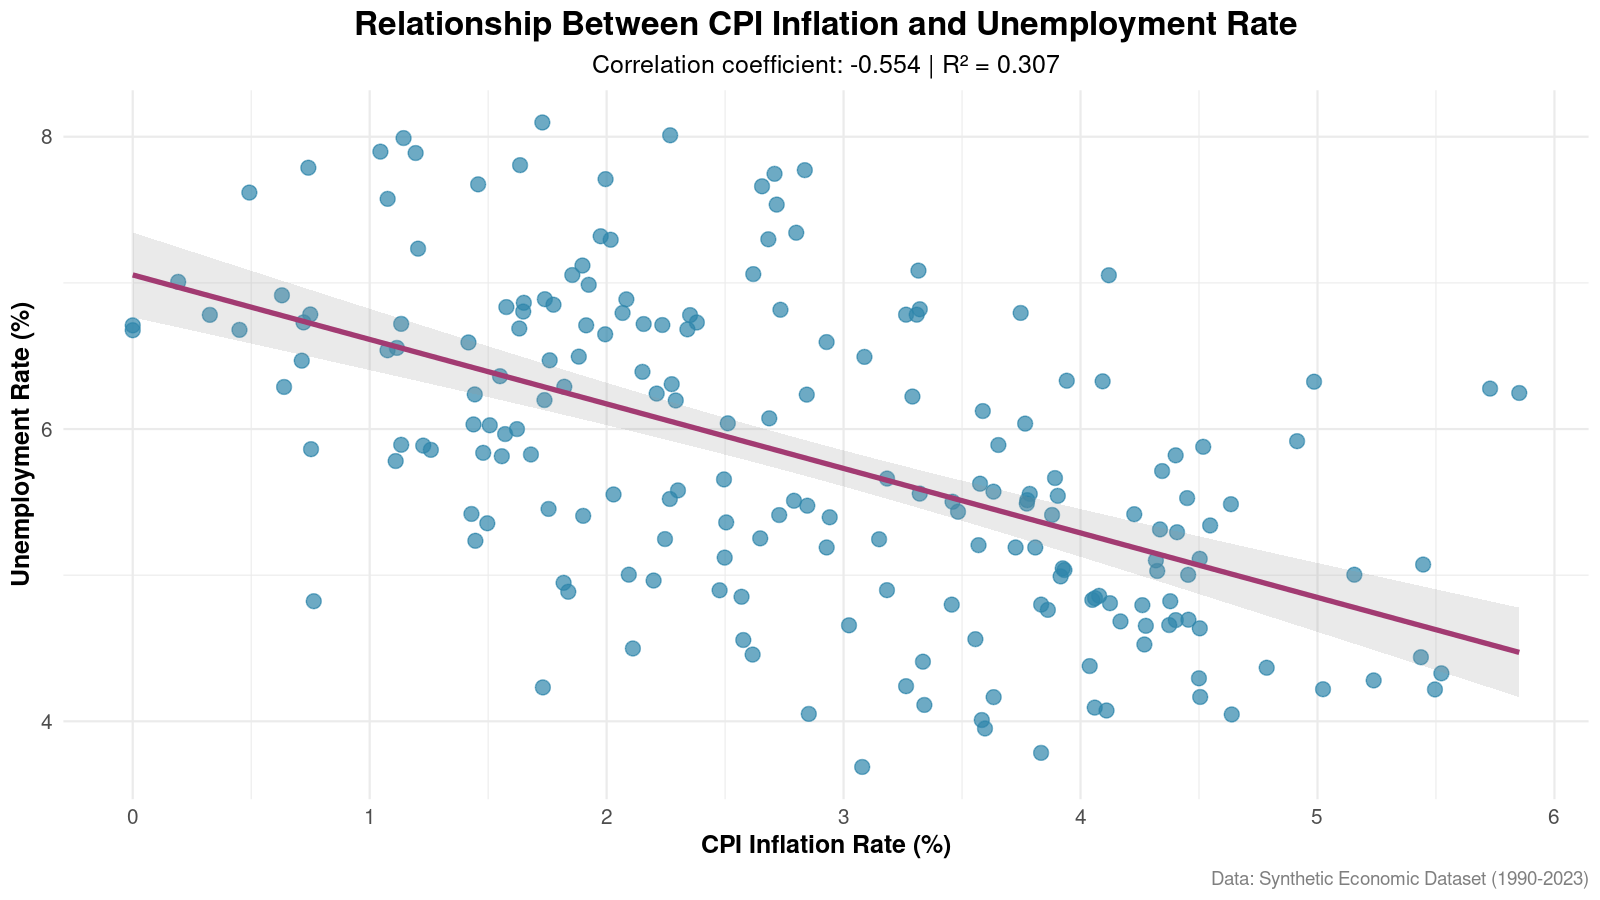 Relationship Between CPI Inflation and Unemployment Rate
Correlation coefficient: -0.554 | R² = 0.307
Unemployment Rate (%)
8
6
4
0 1 2 3 4 5 6
CPI Inflation Rate (%)
Data: Synthetic Economic Dataset (1990-2023)